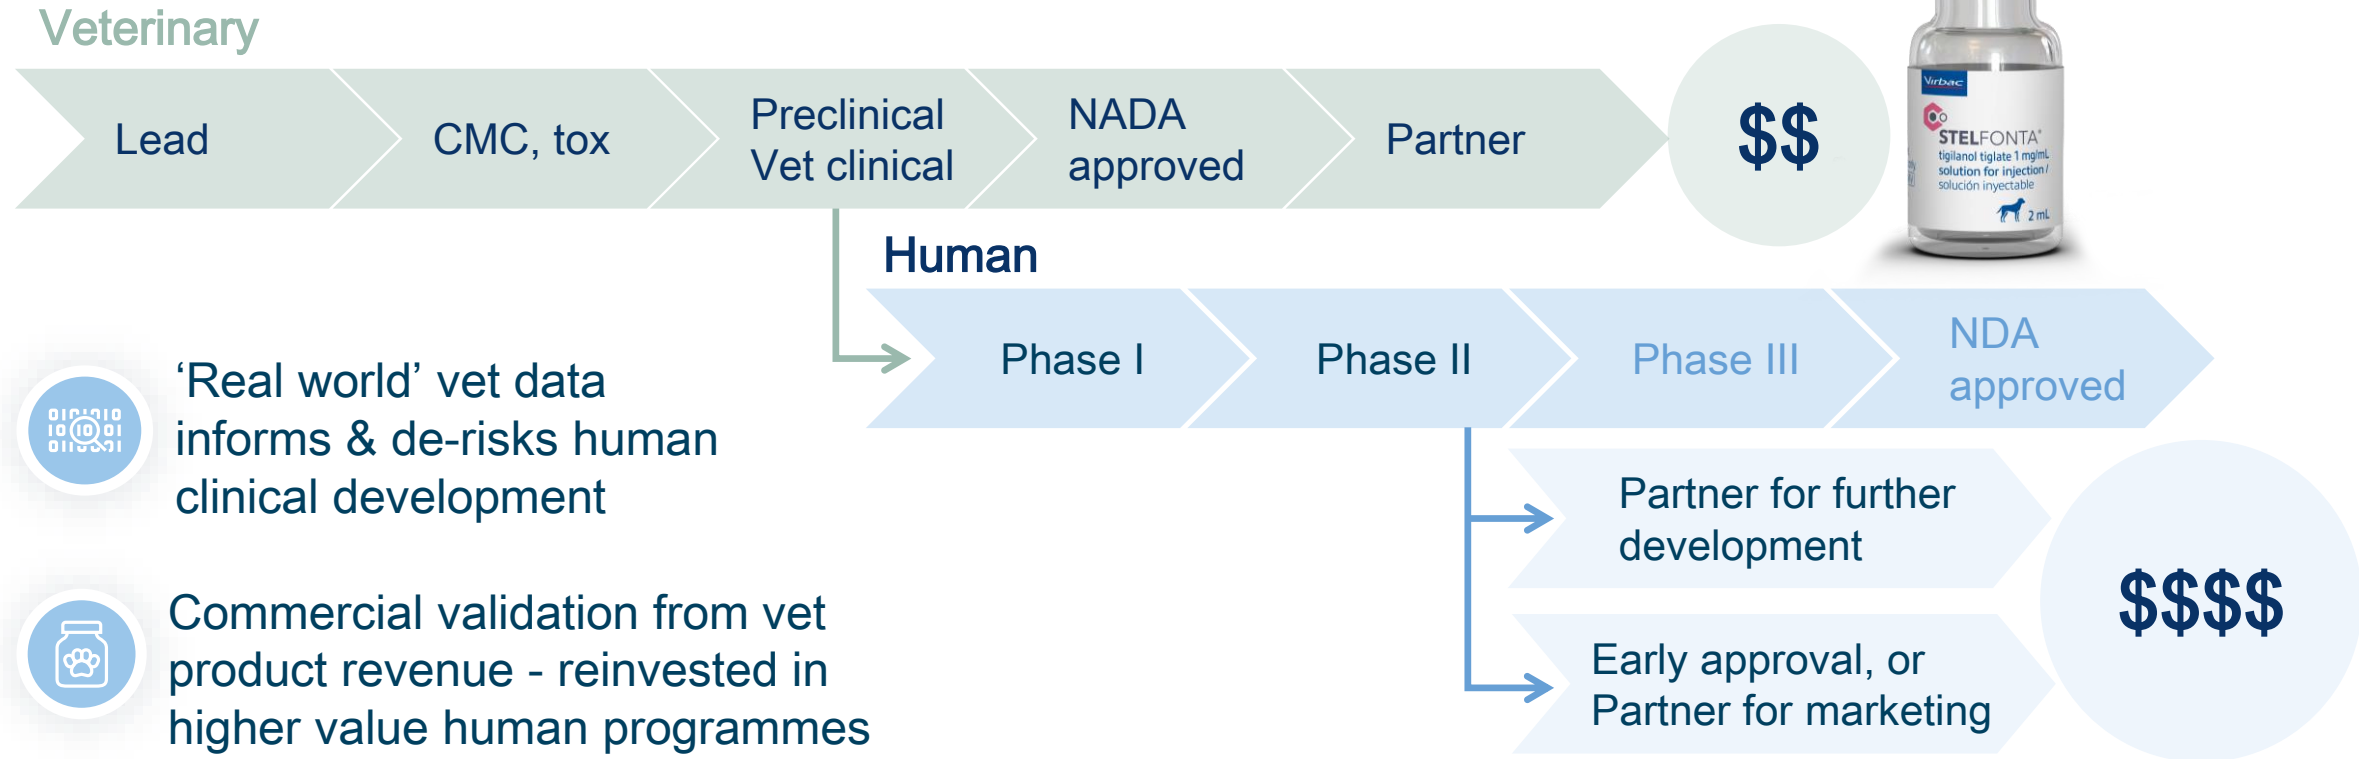 Veterinary
Lead
CMC, tox
Preclinical
Vet clinical
NADA
approved
Partner
$$
Virbac
STELFONTA®
tigilanol tiglate 1 mg/mL
solution for injection /
solución inyectable
2 mL
Human
Phase I
Phase II
Phase III
NDA
approved
‘Real world’ vet data
informs & de-risks human
clinical development
Partner for further
development
Commercial validation from vet
product revenue - reinvested in
higher value human programmes
Early approval, or
Partner for marketing
$$$$